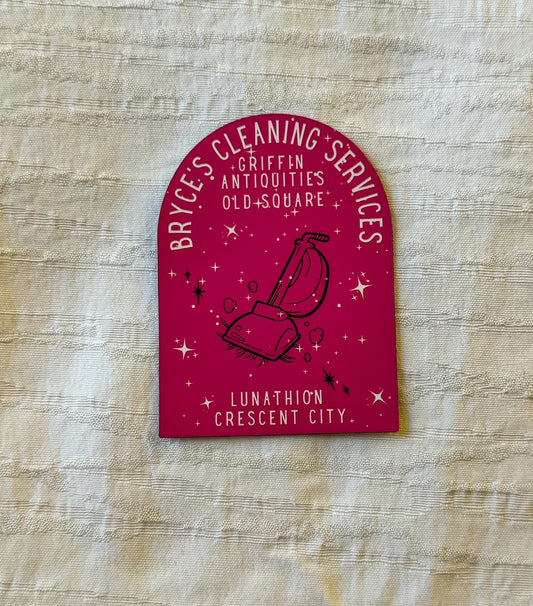 BRYCE'S CLEANING SERVICES
GRIFFIN
ANTIQUITIES
OLD SQUARE
LUNATHION
CRESCENT CITY